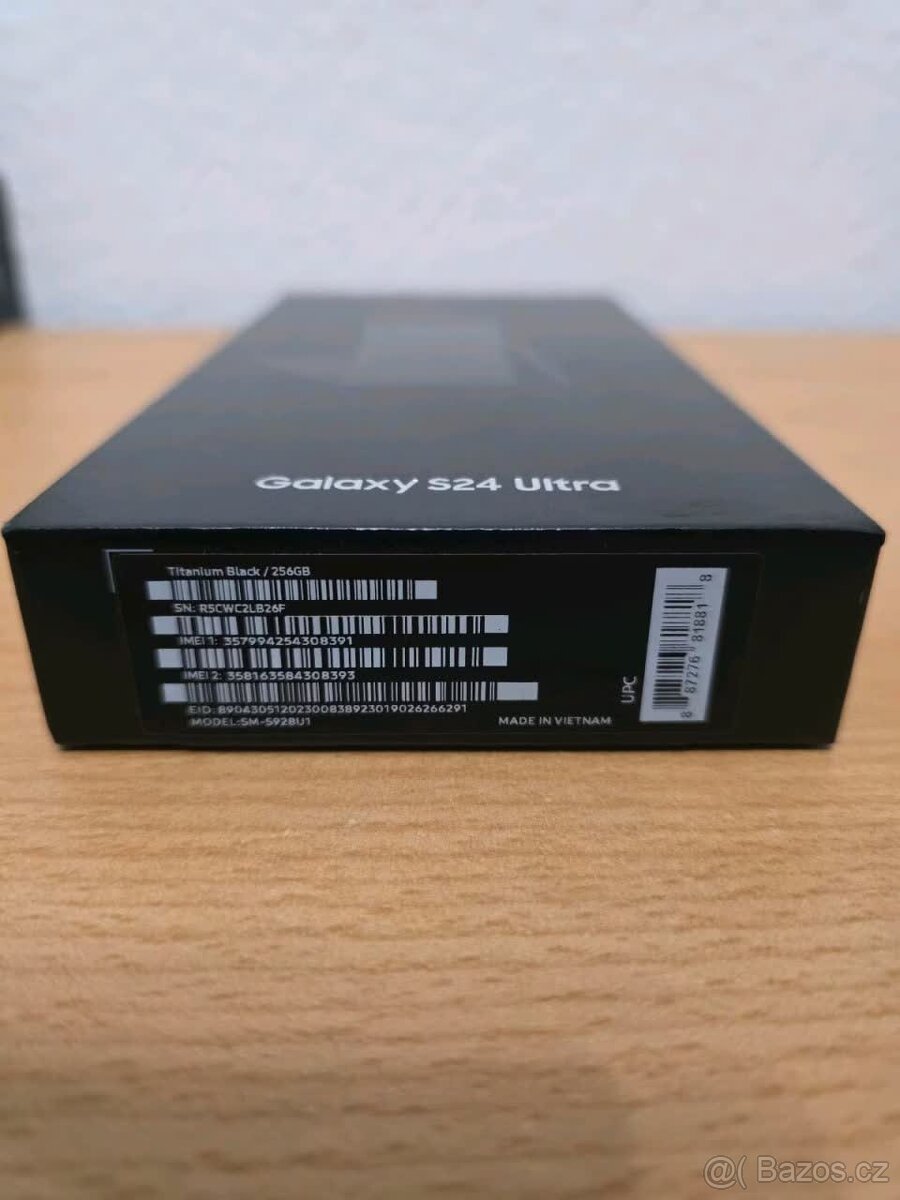 Galaxy S24 Ultra
Titanium Black / 256GB
SN: R5CWC2LB26F
IMEI 1: 357994254308391
IMEI 2: 358163584308393
EID: 89043051202300838923019026266291
MODEL:SM-S928U1
MADE IN VIETNAM
UPC
8 87276 81881 8
@( Bazos.cz